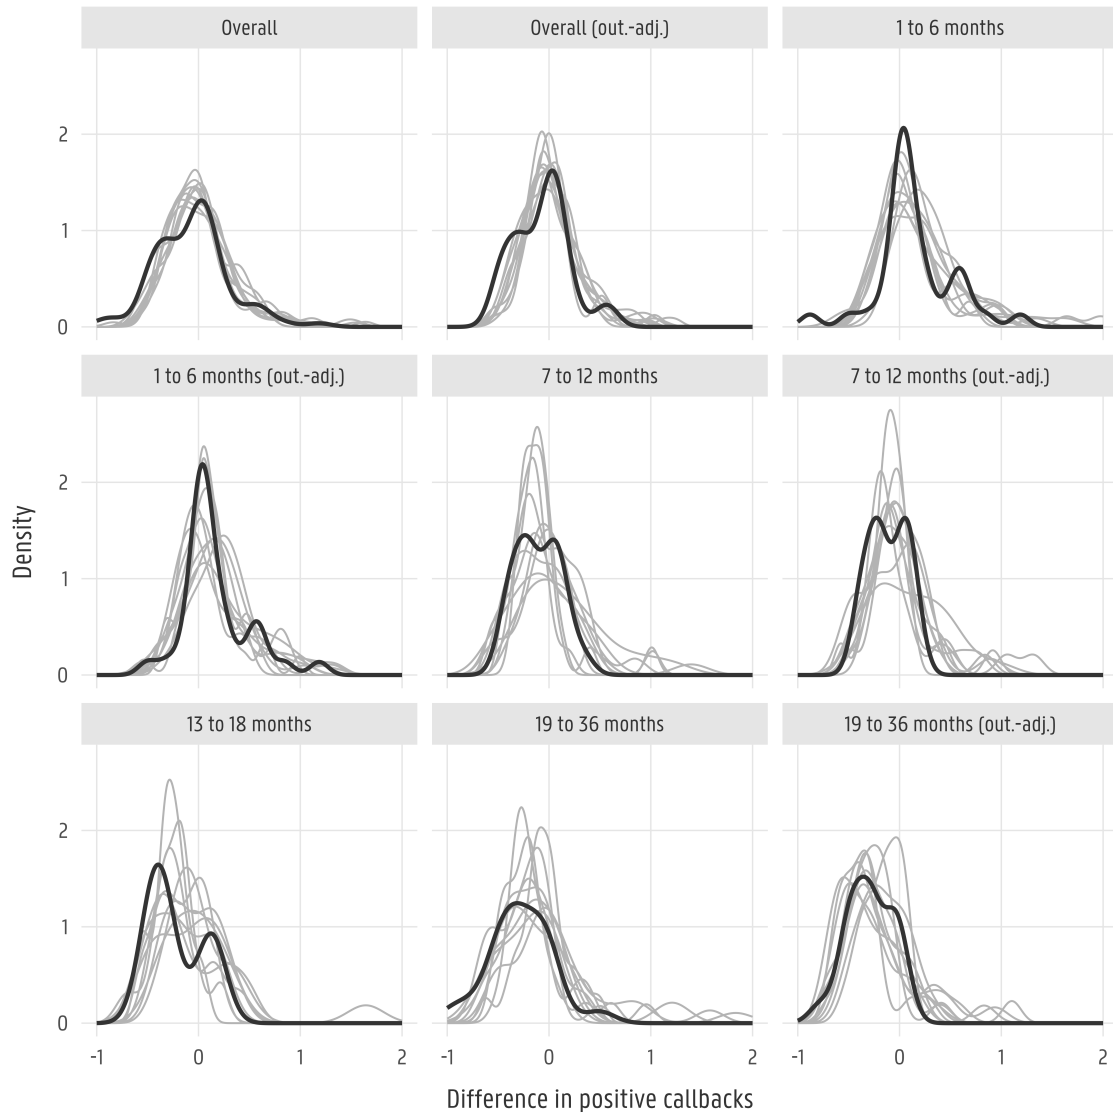 Overall
Overall (out.-adj.)
1 to 6 months
2
1
0
1 to 6 months (out.-adj.)
7 to 12 months
7 to 12 months (out.-adj.)
2
1
0
Density
13 to 18 months
19 to 36 months
19 to 36 months (out.-adj.)
2
1
0
-1 0 1 2 -1 0 1 2 -1 0 1 2
Difference in positive callbacks